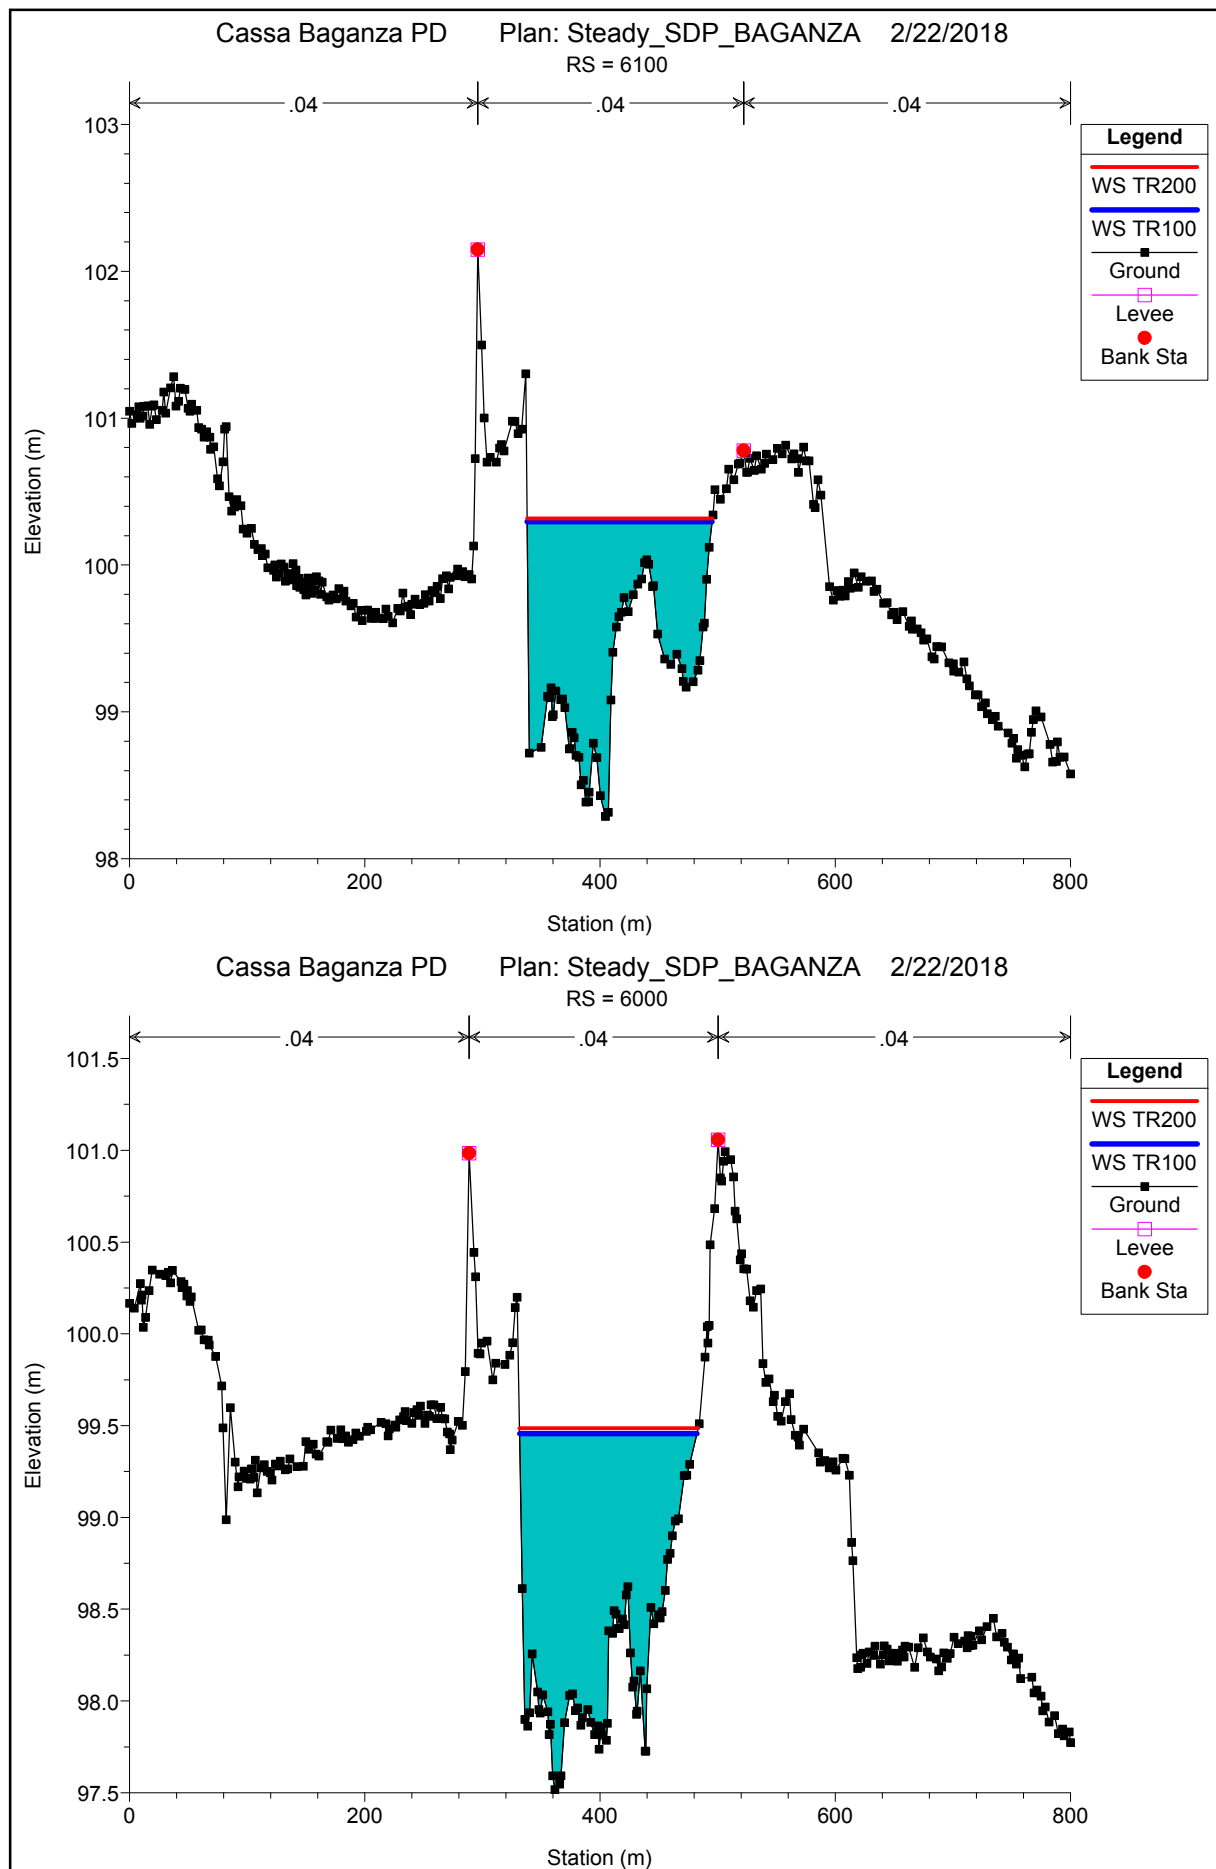 Cassa Baganza PD Plan: Steady_SDP_BAGANZA 2/22/2018
RS = 6100
.04 .04 .04
Legend
WS TR200
WS TR100
Ground
Levee
Bank Sta
Elevation (m)
103
102
101
100
99
98
0 200 400 600 800
Station (m)
Cassa Baganza PD Plan: Steady_SDP_BAGANZA 2/22/2018
RS = 6000
.04 .04 .04
Legend
WS TR200
WS TR100
Ground
Levee
Bank Sta
Elevation (m)
101.5
101.0
100.5
100.0
99.5
99.0
98.5
98.0
97.5
0 200 400 600 800
Station (m)